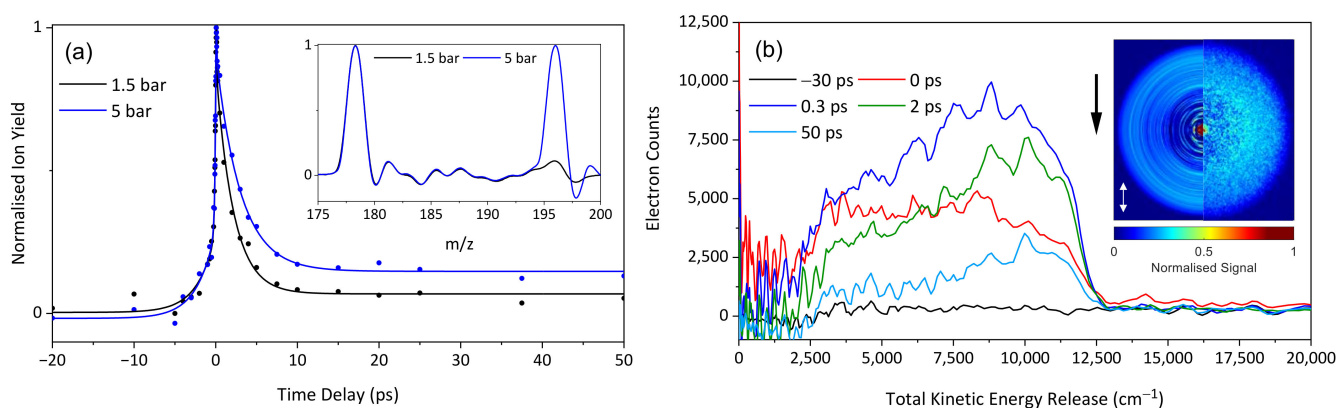 (a)
1.5 bar
5 bar
Normalised Ion Yield
1
0
−20 −10 0 10 20 30 40 50
Time Delay (ps)
1.5 bar 5 bar
1
0
175 180 185 190 195 200
m/z
(b)
−30 ps 0 ps
0.3 ps 2 ps
50 ps
Electron Counts
12,500
10,000
7,500
5,000
2,500
0
0 2,500 5,000 7,500 10,000 12,500 15,000 17,500 20,000
Total Kinetic Energy Release (cm⁻¹)
0 0.5 1
Normalised Signal